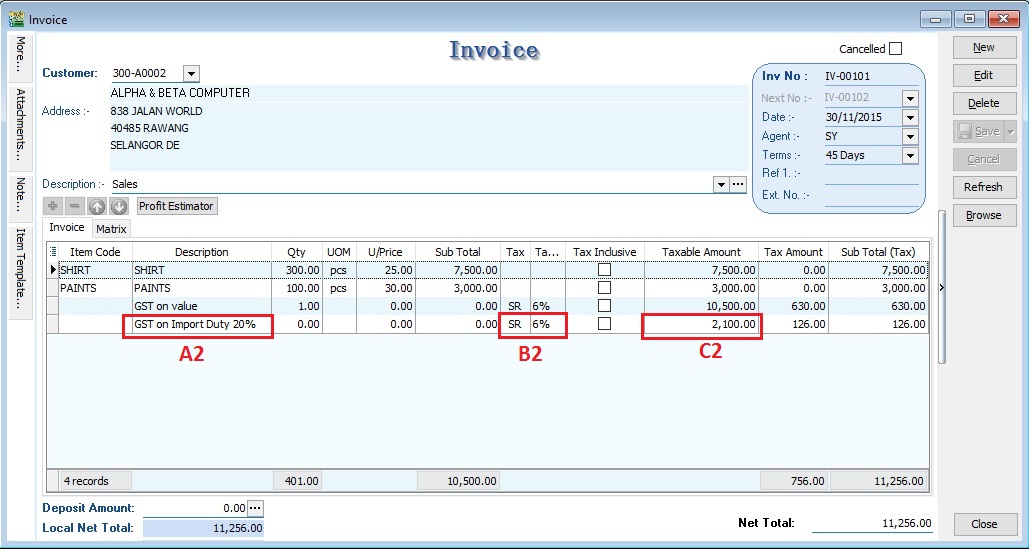 Invoice
More...
Attachments...
Note...
Item Template...
Invoice
Cancelled
Customer: 300-A0002
ALPHA & BETA COMPUTER
Address :- 838 JALAN WORLD
40485 RAWANG
SELANGOR DE
Inv No : IV-00101
Next No :- IV-00102
Date :- 30/11/2015
Agent :- SY
Terms :- 45 Days
Ref 1. :-
Ext. No. :-
Description :- Sales
Profit Estimator
Invoice Matrix
Item Code Description Qty UOM U/Price Sub Total Tax Ta... Tax Inclusive Taxable Amount Tax Amount Sub Total (Tax)
SHIRT SHIRT 300.00 pcs 25.00 7,500.00 7,500.00 0.00 7,500.00
PAINTS PAINTS 100.00 pcs 30.00 3,000.00 3,000.00 0.00 3,000.00
GST on value 1.00 0.00 0.00 SR 6% 10,500.00 630.00 630.00
GST on Import Duty 20% 0.00 0.00 0.00 SR 6% 2,100.00 126.00 126.00
A2 B2 C2
4 records 401.00 10,500.00 756.00 11,256.00
Deposit Amount: 0.00
Local Net Total: 11,256.00
Net Total: 11,256.00
New
Edit
Delete
Save
Cancel
Refresh
Browse
Close